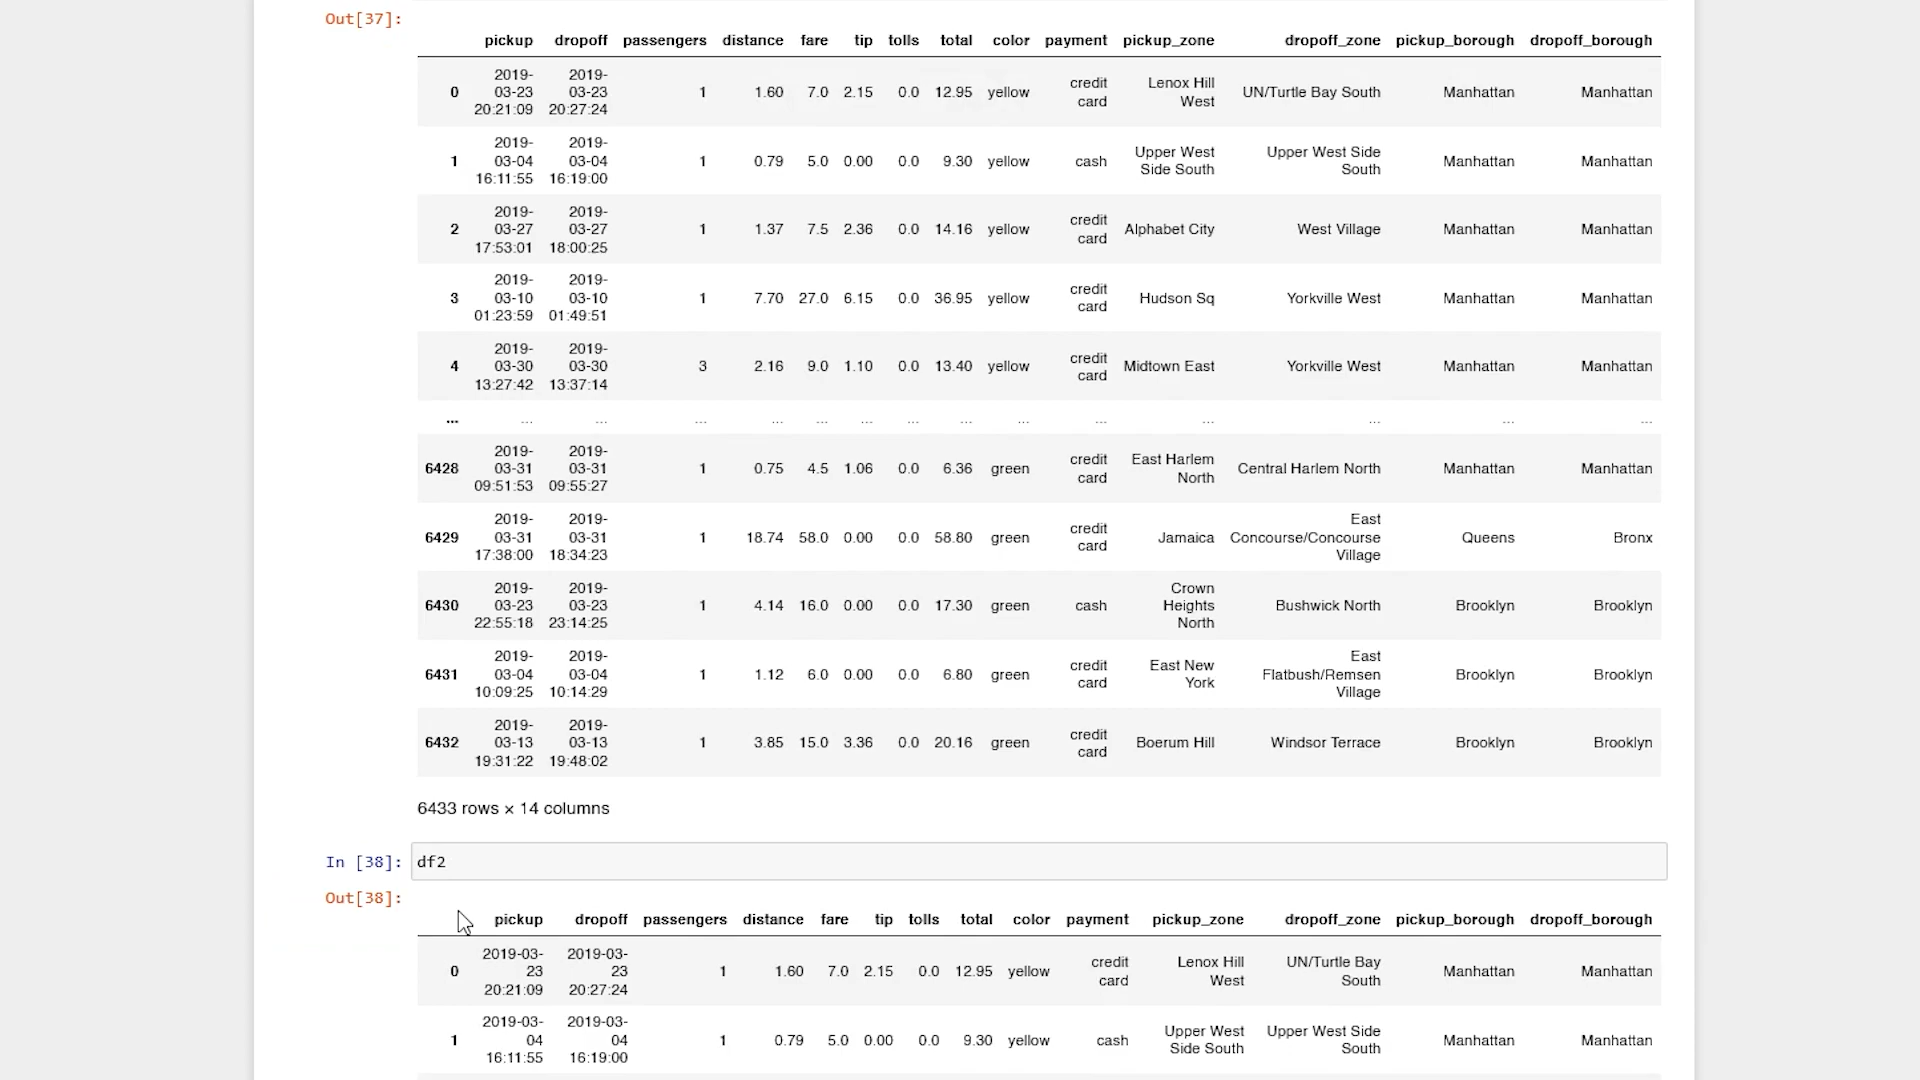 Out[37]:
pickup dropoff passengers distance fare tip tolls total color payment pickup_zone dropoff_zone pickup_borough dropoff_borough
0 2019-03-23 20:21:09 2019-03-23 20:27:24 1 1.60 7.0 2.15 0.0 12.95 yellow credit card Lenox Hill West UN/Turtle Bay South Manhattan Manhattan
1 2019-03-04 16:11:55 2019-03-04 16:19:00 1 0.79 5.0 0.00 0.0 9.30 yellow cash Upper West Side South Upper West Side South Manhattan Manhattan
2 2019-03-27 17:53:01 2019-03-27 18:00:25 1 1.37 7.5 2.36 0.0 14.16 yellow credit card Alphabet City West Village Manhattan Manhattan
3 2019-03-10 01:23:59 2019-03-10 01:49:51 1 7.70 27.0 6.15 0.0 36.95 yellow credit card Hudson Sq Yorkville West Manhattan Manhattan
4 2019-03-30 13:27:42 2019-03-30 13:37:14 3 2.16 9.0 1.10 0.0 13.40 yellow credit card Midtown East Yorkville West Manhattan Manhattan
... ... ... ... ... ... ... ... ... ... ... ... ... ... ...
6428 2019-03-31 09:51:53 2019-03-31 09:55:27 1 0.75 4.5 1.06 0.0 6.36 green credit card East Harlem North Central Harlem North Manhattan Manhattan
6429 2019-03-31 17:38:00 2019-03-31 18:34:23 1 18.74 58.0 0.00 0.0 58.80 green credit card Jamaica East Concourse/Concourse Village Queens Bronx
6430 2019-03-23 22:55:18 2019-03-23 23:14:25 1 4.14 16.0 0.00 0.0 17.30 green cash Crown Heights North Bushwick North Brooklyn Brooklyn
6431 2019-03-04 10:09:25 2019-03-04 10:14:29 1 1.12 6.0 0.00 0.0 6.80 green credit card East New York East Flatbush/Remsen Village Brooklyn Brooklyn
6432 2019-03-13 19:31:22 2019-03-13 19:48:02 1 3.85 15.0 3.36 0.0 20.16 green credit card Boerum Hill Windsor Terrace Brooklyn Brooklyn
6433 rows × 14 columns
In [38]: df2
Out[38]:
pickup dropoff passengers distance fare tip tolls total color payment pickup_zone dropoff_zone pickup_borough dropoff_borough
0 2019-03-23 20:21:09 2019-03-23 20:27:24 1 1.60 7.0 2.15 0.0 12.95 yellow credit card Lenox Hill West UN/Turtle Bay South Manhattan Manhattan
1 2019-03-04 16:11:55 2019-03-04 16:19:00 1 0.79 5.0 0.00 0.0 9.30 yellow cash Upper West Side South Upper West Side South Manhattan Manhattan